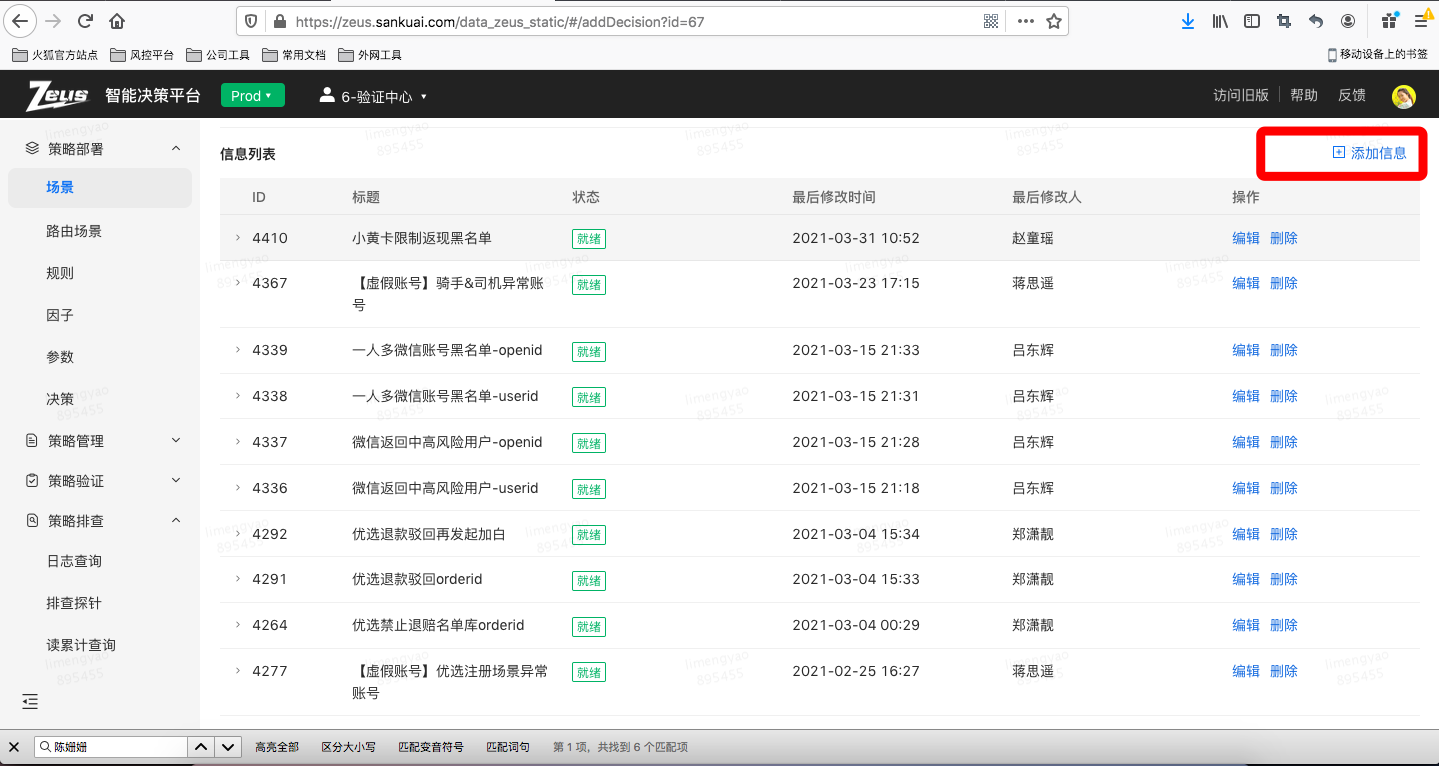 https://zeus.sankuai.com/data_zeus_static/#/addDecision?id=67
火狐官方站点 风控平台 公司工具 常用文档 外网工具 移动设备上的书签
Zeus 智能决策平台 Prod 6-验证中心 访问旧版 帮助 反馈
策略部署
场景
路由场景
规则
因子
参数
决策
策略管理
策略验证
策略排查
日志查询
排查探针
读累计查询
信息列表 添加信息
ID 标题 状态 最后修改时间 最后修改人 操作
4410 小黄卡限制返现黑名单 就绪 2021-03-31 10:52 赵童瑶 编辑 删除
4367 【虚假账号】骑手&司机异常账 就绪 2021-03-23 17:15 蒋思遥 编辑 删除
号
4339 一人多微信账号黑名单-openid 就绪 2021-03-15 21:33 吕东辉 编辑 删除
4338 一人多微信账号黑名单-userid 就绪 2021-03-15 21:31 吕东辉 编辑 删除
4337 微信返回中高风险用户-openid 就绪 2021-03-15 21:28 吕东辉 编辑 删除
4336 微信返回中高风险用户-userid 就绪 2021-03-15 21:18 吕东辉 编辑 删除
4292 优选退款驳回再发起加白 就绪 2021-03-04 15:34 郑潇靓 编辑 删除
4291 优选退款驳回orderid 就绪 2021-03-04 15:33 郑潇靓 编辑 删除
4264 优选禁止退赔名单库orderid 就绪 2021-03-04 00:29 郑潇靓 编辑 删除
4277 【虚假账号】优选注册场景异常 就绪 2021-02-25 16:27 蒋思遥 编辑 删除
账号
limengyao
895455
陈姗姗 高亮全部 区分大小写 匹配变音符号 匹配词句 第 1 项，共找到 6 个匹配项